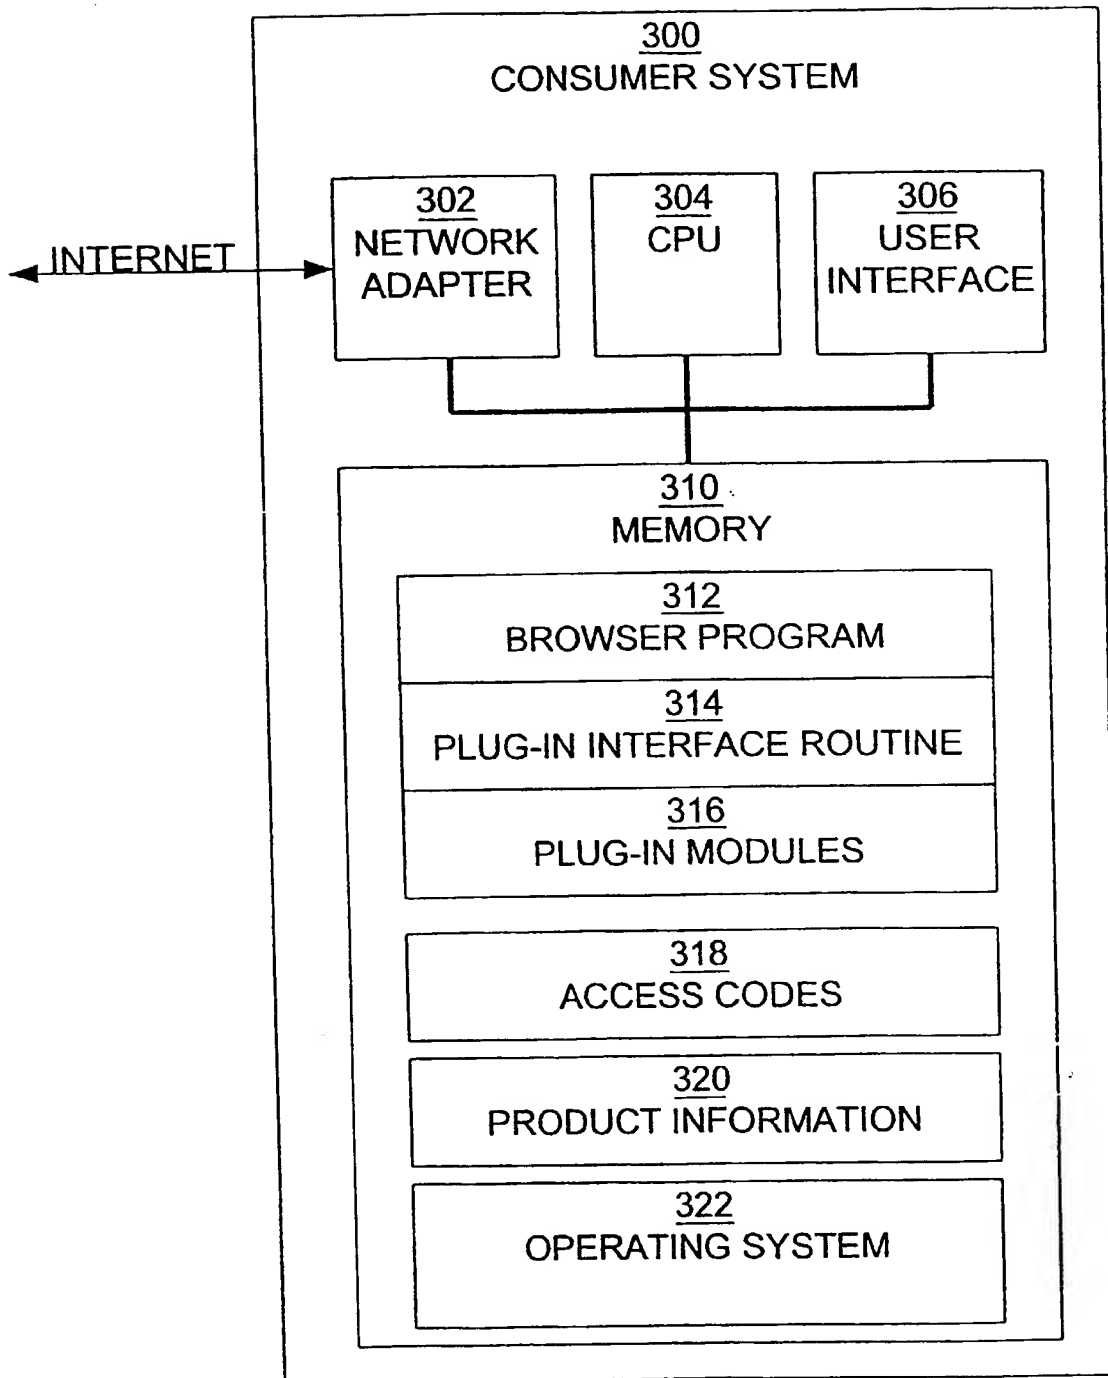 300
CONSUMER SYSTEM
INTERNET
302
NETWORK
ADAPTER
304
CPU
306
USER
INTERFACE
310
MEMORY
312
BROWSER PROGRAM
314
PLUG-IN INTERFACE ROUTINE
316
PLUG-IN MODULES
318
ACCESS CODES
320
PRODUCT INFORMATION
322
OPERATING SYSTEM